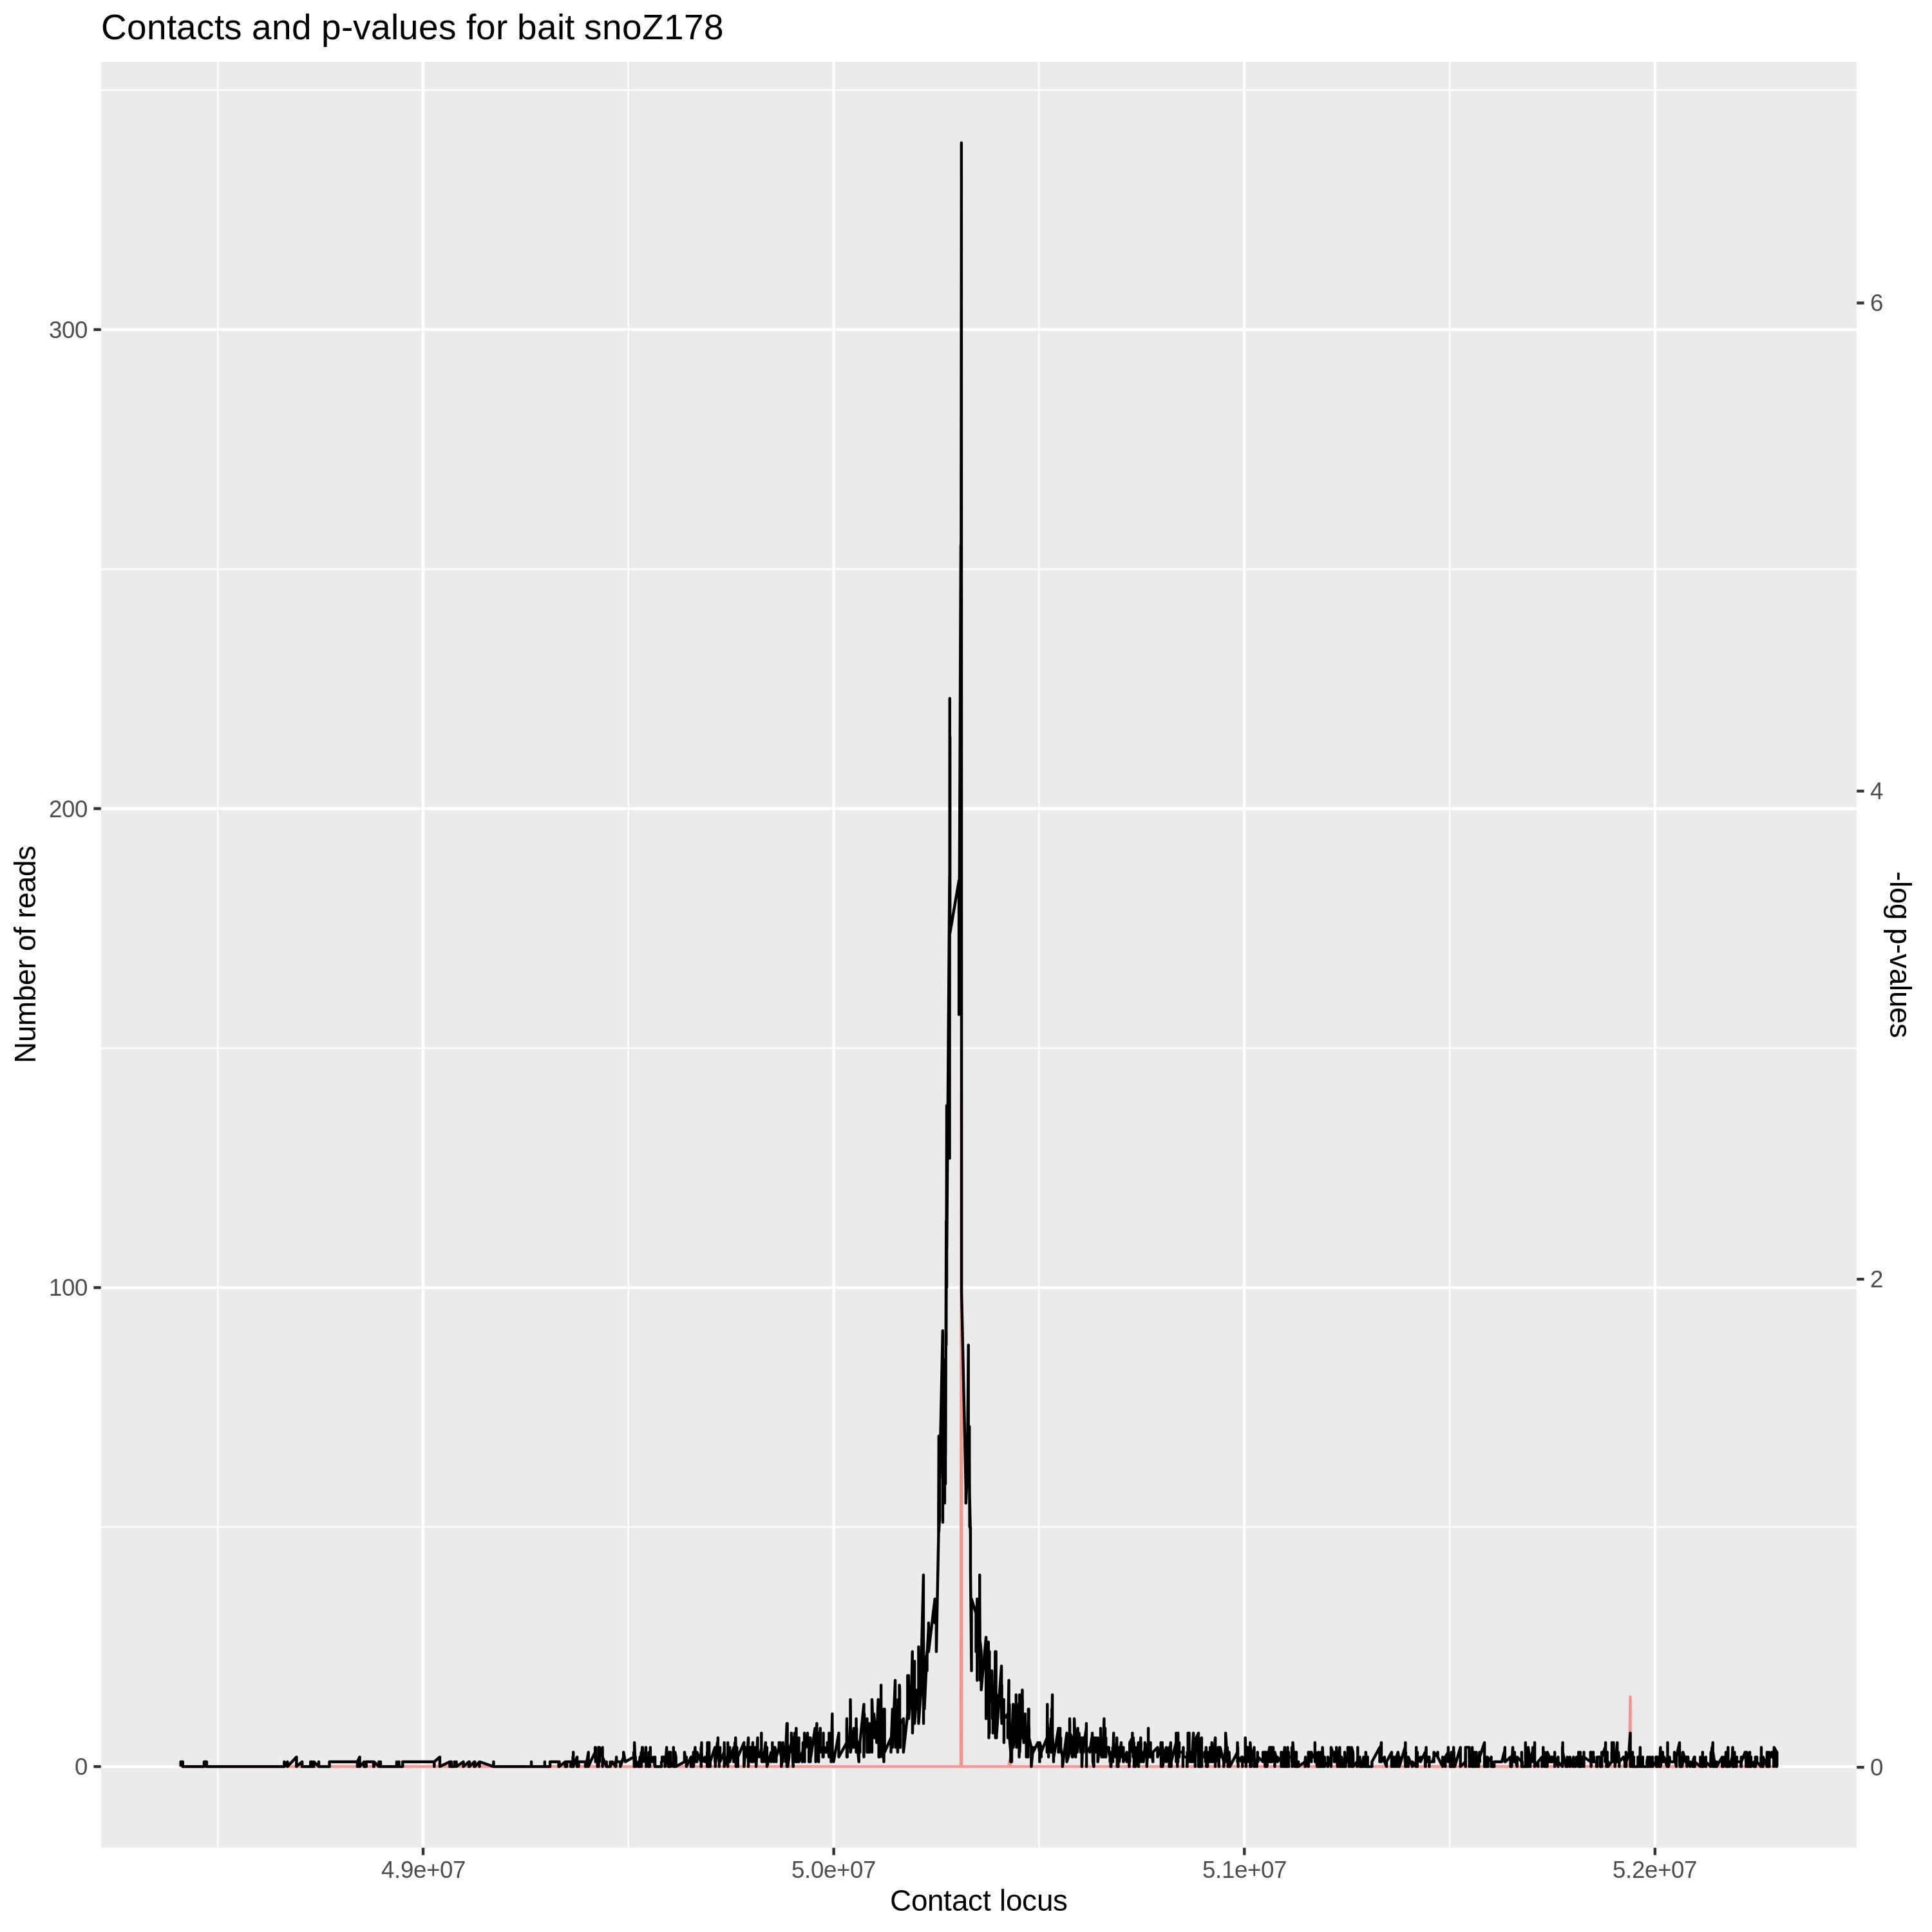 Contacts and p-values for bait snoZ178
300
200
100
0
6
4
2
0
Number of reads
-log p-values
4.9e+07 5.0e+07 5.1e+07 5.2e+07
Contact locus